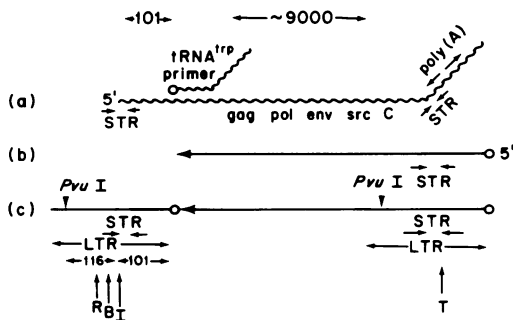 101 ~9000
tRNAtrp
primer
poly(A)
(a) 5'
STR gag pol env src C STR
(b) 5'
STR
Pvu I Pvu I
(c)
STR STR
LTR LTR
116 101
R B I T